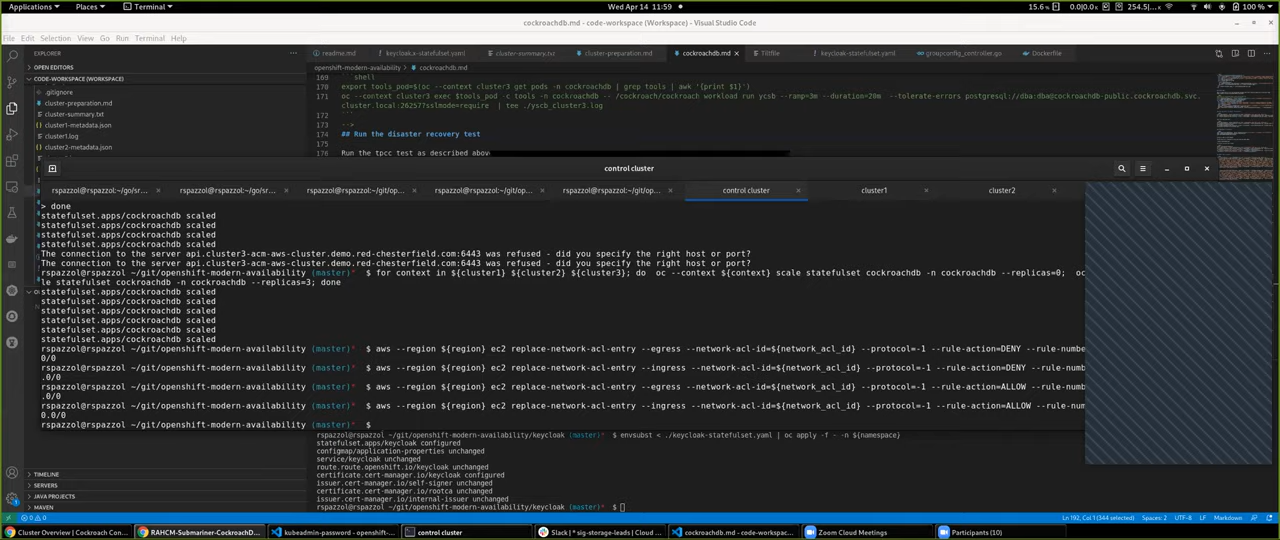 Applications
Places
Terminal
Wed Apr 14 11:59
15.6
0.0|0.0
254.5|
100 %
cockroachdb.md - code-workspace (Workspace) - Visual Studio Code
File Edit Selection View Go Run Terminal Help
EXPLORER
readme.md
keycloak.x-statefulset.yaml
cluster-summary.txt
cluster-preparation.md
cockroachdb.md
Tiltfile
keycloak-statefulset.yaml
groupconfig_controller.go
Dockerfile
OPEN EDITORS
openshift-modern-availability > cockroachdb.md
CODE-WORKSPACE (WORKSPACE)
.gitignore
cluster-preparation.md
cluster-summary.txt
cluster1-metadata.json
cluster1.log
cluster2-metadata.json
169 ```shell
170 export tools_pod=$(oc --context cluster3 get pods -n cockroachdb | grep tools | awk '{print $1}')
171 oc --context cluster3 exec $tools_pod -c tools -n cockroachdb -- /cockroach/cockroach workload run ycsb --ramp=3m --duration=20m --tolerate-errors postgresql://dba:dba@cockroachdb-public.cockroachdb.svc.
cluster.local:26257?sslmode=require | tee ./yscb_cluster3.log
172 ```
173 -->
174 ## Run the disaster recovery test
175
176 Run the tpcc test as described above
control cluster
rspazzol@rspazzol:~/go/sr...
rspazzol@rspazzol:~/go/sr...
rspazzol@rspazzol:~/git/op...
rspazzol@rspazzol:~/git/op...
rspazzol@rspazzol:~/git/op...
control cluster
cluster1
cluster2
> done
statefulset.apps/cockroachdb scaled
statefulset.apps/cockroachdb scaled
statefulset.apps/cockroachdb scaled
statefulset.apps/cockroachdb scaled
The connection to the server api.cluster3-acm-aws-cluster.demo.red-chesterfield.com:6443 was refused - did you specify the right host or port?
The connection to the server api.cluster3-acm-aws-cluster.demo.red-chesterfield.com:6443 was refused - did you specify the right host or port?
rspazzol@rspazzol ~/git/openshift-modern-availability (master)* $ for context in ${cluster1} ${cluster2} ${cluster3}; do oc --context ${context} scale statefulset cockroachdb -n cockroachdb --replicas=0; oc
le statefulset cockroachdb -n cockroachdb --replicas=3; done
statefulset.apps/cockroachdb scaled
statefulset.apps/cockroachdb scaled
statefulset.apps/cockroachdb scaled
statefulset.apps/cockroachdb scaled
statefulset.apps/cockroachdb scaled
statefulset.apps/cockroachdb scaled
rspazzol@rspazzol ~/git/openshift-modern-availability (master)* $ aws --region ${region} ec2 replace-network-acl-entry --egress --network-acl-id=${network_acl_id} --protocol=-1 --rule-action=DENY --rule-number
0/0
rspazzol@rspazzol ~/git/openshift-modern-availability (master)* $ aws --region ${region} ec2 replace-network-acl-entry --ingress --network-acl-id=${network_acl_id} --protocol=-1 --rule-action=DENY --rule-numb
.0/0
rspazzol@rspazzol ~/git/openshift-modern-availability (master)* $ aws --region ${region} ec2 replace-network-acl-entry --egress --network-acl-id=${network_acl_id} --protocol=-1 --rule-action=ALLOW --rule-numb
.0/0
rspazzol@rspazzol ~/git/openshift-modern-availability (master)* $ aws --region ${region} ec2 replace-network-acl-entry --ingress --network-acl-id=${network_acl_id} --protocol=-1 --rule-action=ALLOW --rule-num
0.0/0
rspazzol@rspazzol ~/git/openshift-modern-availability (master)* $
rspazzol@rspazzol ~/git/openshift-modern-availability/keycloak (master)* $ envsubst < ./keycloak-statefulset.yaml | oc apply -f - -n ${namespace}
statefulset.apps/keycloak configured
configmap/application-properties unchanged
service/keycloak unchanged
route.route.openshift.io/keycloak unchanged
certificate.cert-manager.io/keycloak configured
issuer.cert-manager.io/self-signer unchanged
certificate.cert-manager.io/rootca unchanged
issuer.cert-manager.io/internal-issuer unchanged
rspazzol@rspazzol ~/git/openshift-modern-availability/keycloak (master)* $
TIMELINE
NPM SCRIPTS
JAVA PROJECTS
MAVEN
0 0
Ln 192, Col 1 (344 selected)
Spaces: 2
UTF-8
LF
Markdown
Cluster Overview | Cockroach Con...
RAHCM-Submariner-CockroachD...
kubeadmin-password - openshift-...
control cluster
Slack | * sig-storage-leads | Cloud ...
cockroachdb.md - code-workspac...
Zoom Cloud Meetings
Participants (10)